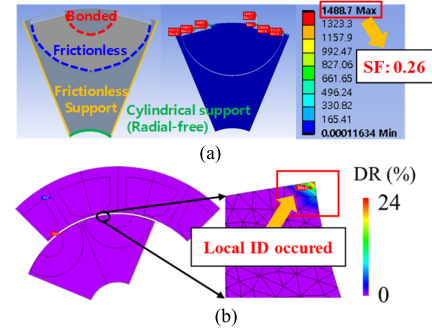 Bonded
Frictionless
Frictionless
Support
Cylindrical support
(Radial-free)
1488.7 Max
1323.3
1157.9
992.47
827.06
661.65
496.24
330.82
165.41
0.00011634 Min
SF: 0.26
(a)
DR (%)
24
0
Max
Local ID occured
(b)